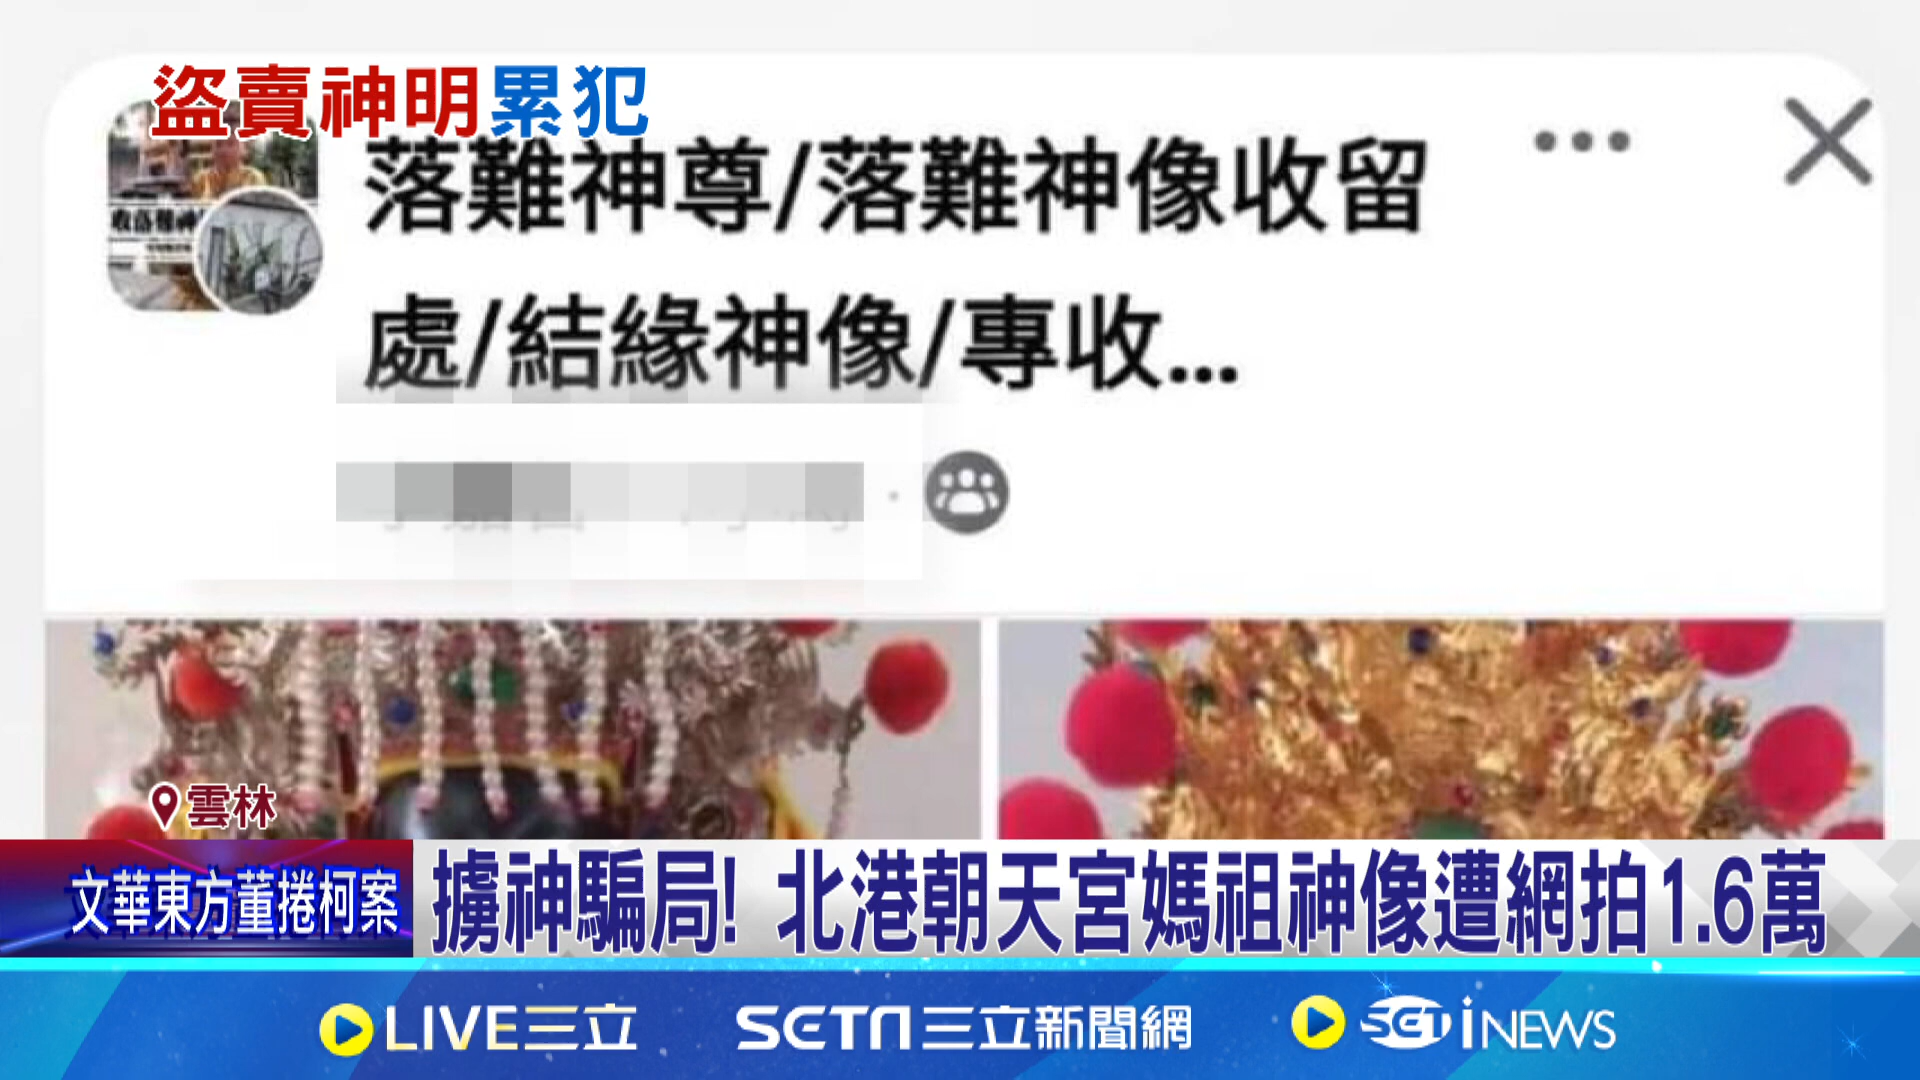 盜賣神明累犯
落難神尊/落難神像收留
處/結緣神像/專收...
雲林
文華東方董捲柯案
擄神騙局! 北港朝天宮媽祖神像遭網拍1.6萬
LIVE三立
SETN三立新聞網
SET iNEWS